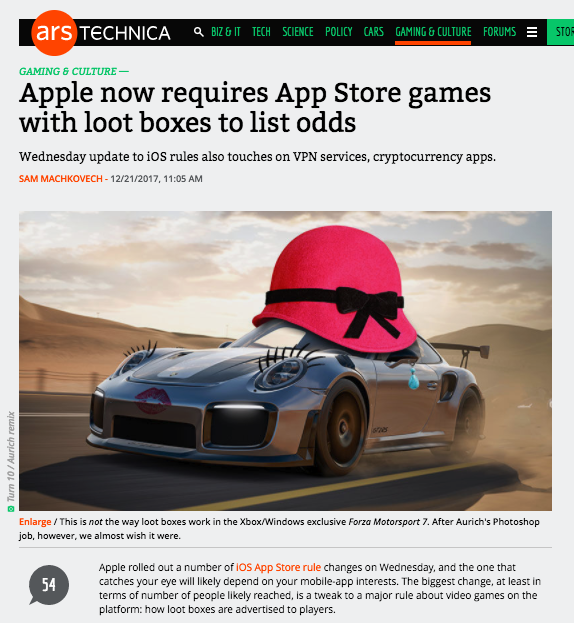 ars TECHNICA
BIZ & IT TECH SCIENCE POLICY CARS GAMING & CULTURE FORUMS STOR
GAMING & CULTURE —
Apple now requires App Store games
with loot boxes to list odds
Wednesday update to iOS rules also touches on VPN services, cryptocurrency apps.
SAM MACHKOVECH - 12/21/2017, 11:05 AM
Turn 10 / Aurich remix
Enlarge / This is not the way loot boxes work in the Xbox/Windows exclusive Forza Motorsport 7. After Aurich's Photoshop
job, however, we almost wish it were.
54
Apple rolled out a number of iOS App Store rule changes on Wednesday, and the one that
catches your eye will likely depend on your mobile-app interests. The biggest change, at least in
terms of number of people likely reached, is a tweak to a major rule about video games on the
platform: how loot boxes are advertised to players.